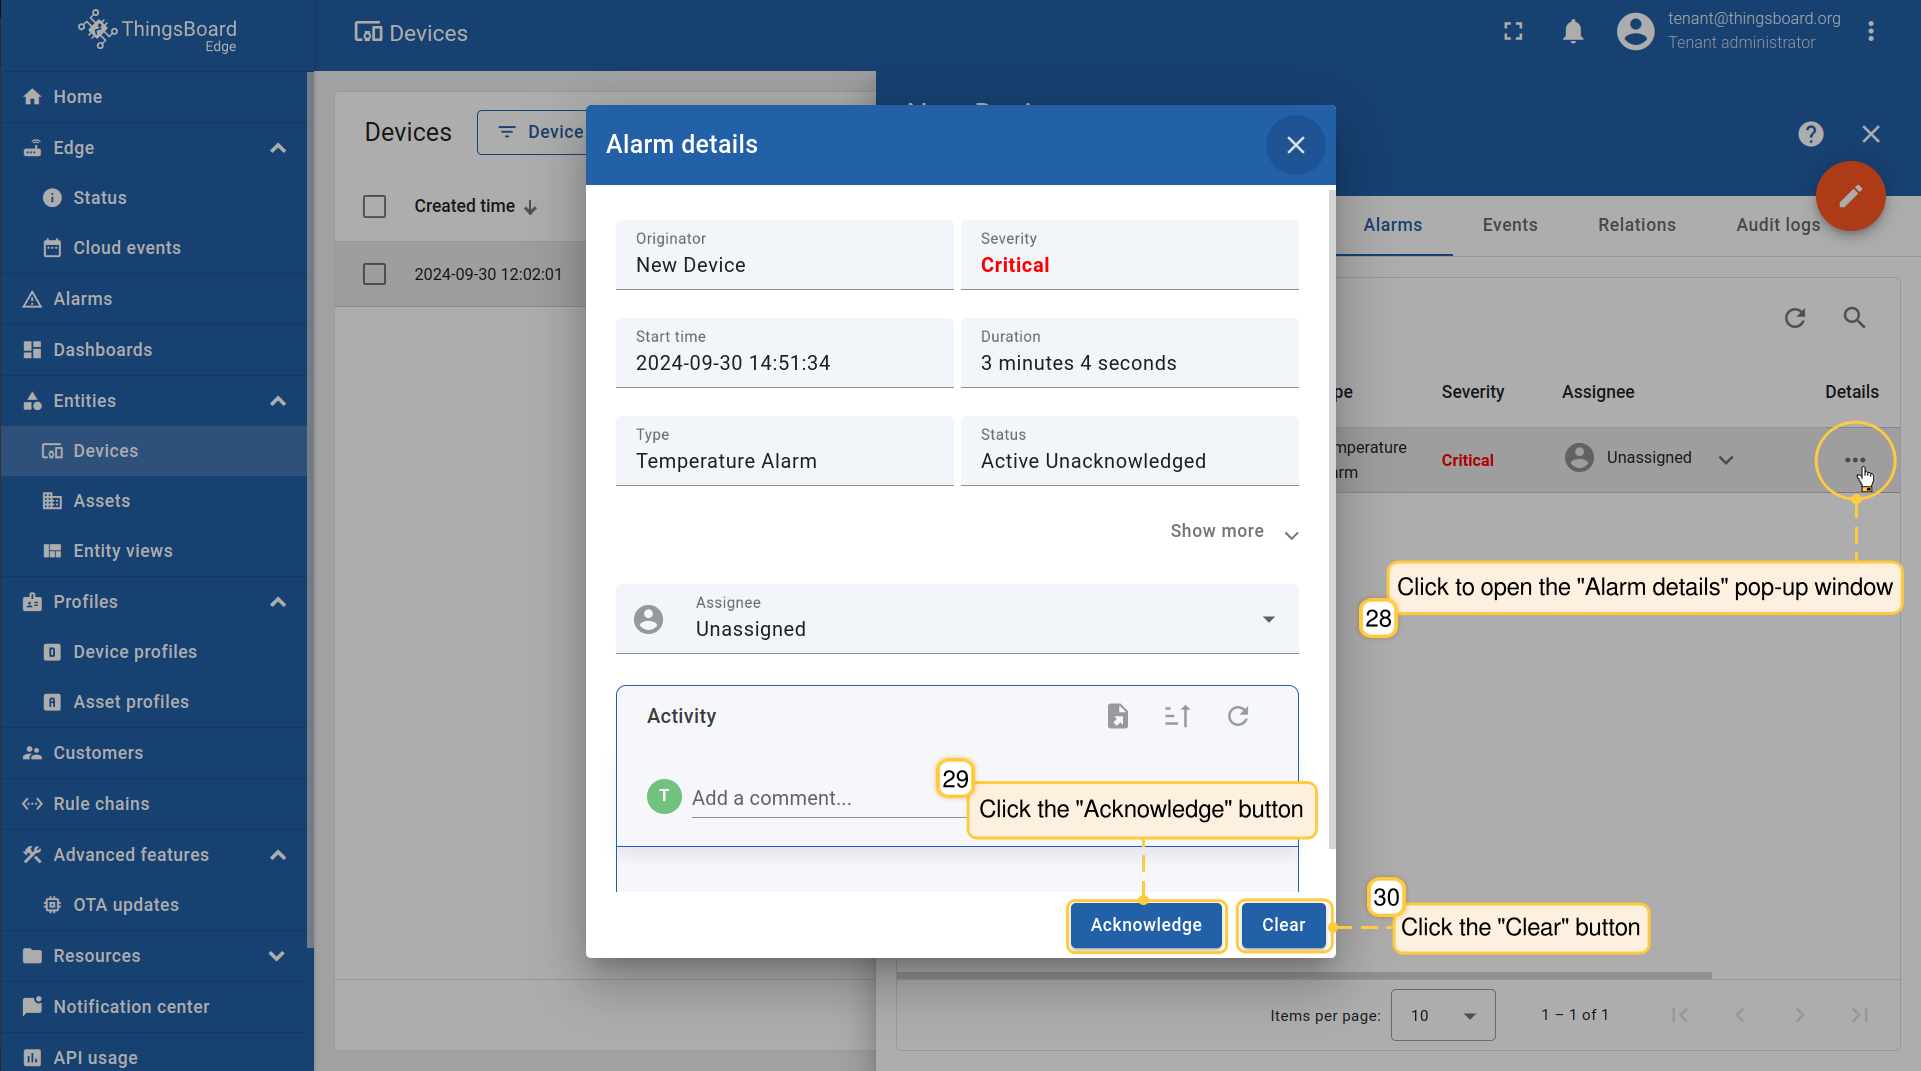 ThingsBoard
Edge
Devices
tenant@thingsboard.org
Tenant administrator
Home
Edge
Status
Cloud events
Alarms
Dashboards
Entities
Devices
Assets
Entity views
Profiles
Device profiles
Asset profiles
Customers
Rule chains
Advanced features
OTA updates
Resources
Notification center
API usage
Devices
Device
Created time
2024-09-30 12:02:01
Alarm details
Originator
New Device
Severity
Critical
Start time
2024-09-30 14:51:34
Duration
3 minutes 4 seconds
Type
Temperature Alarm
Status
Active Unacknowledged
Show more
Assignee
Unassigned
Activity
T
Add a comment...
29
Click the "Acknowledge" button
Acknowledge
Clear
30
Click the "Clear" button
Alarms
Events
Relations
Audit logs
Severity
Assignee
Details
Critical
Unassigned
Click to open the "Alarm details" pop-up window
28
Items per page:
10
1 – 1 of 1